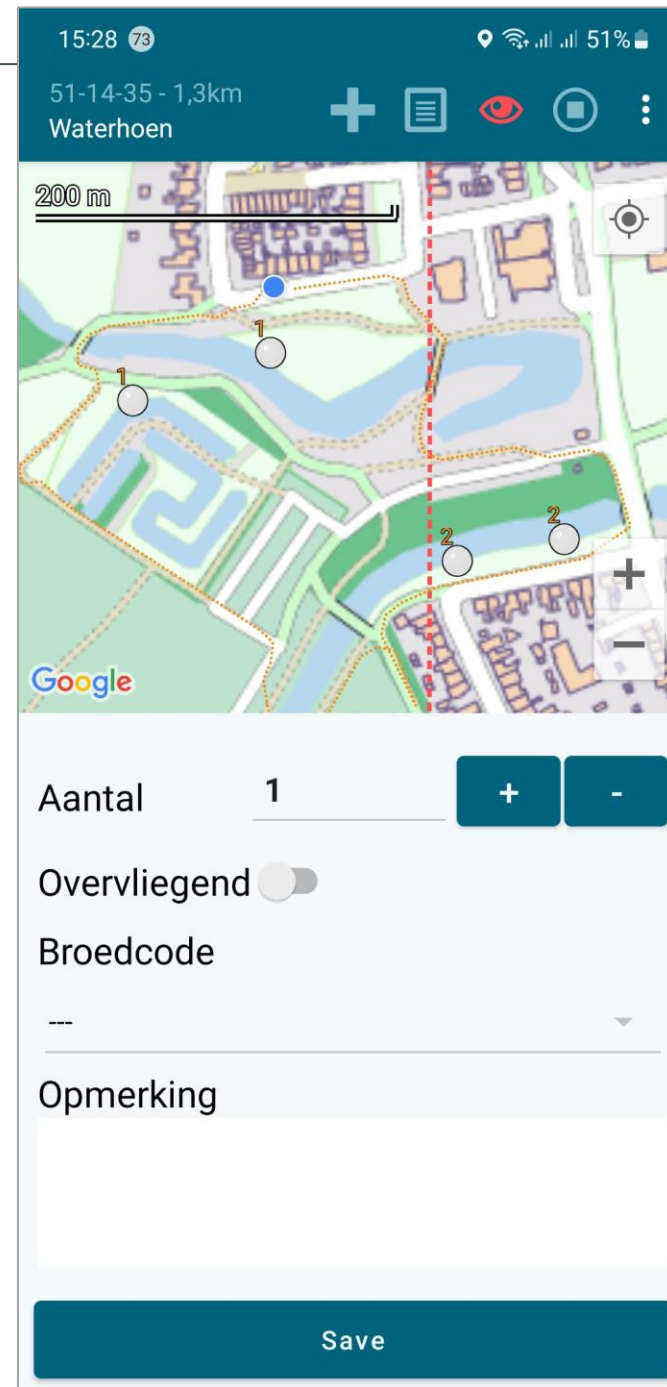 15:28 73 51%
51-14-35 - 1,3km
Waterhoen
200 m
1
1
2
2
+
−
Google
Aantal 1 + -
Overvliegend
Broedcode
---
Opmerking
Save